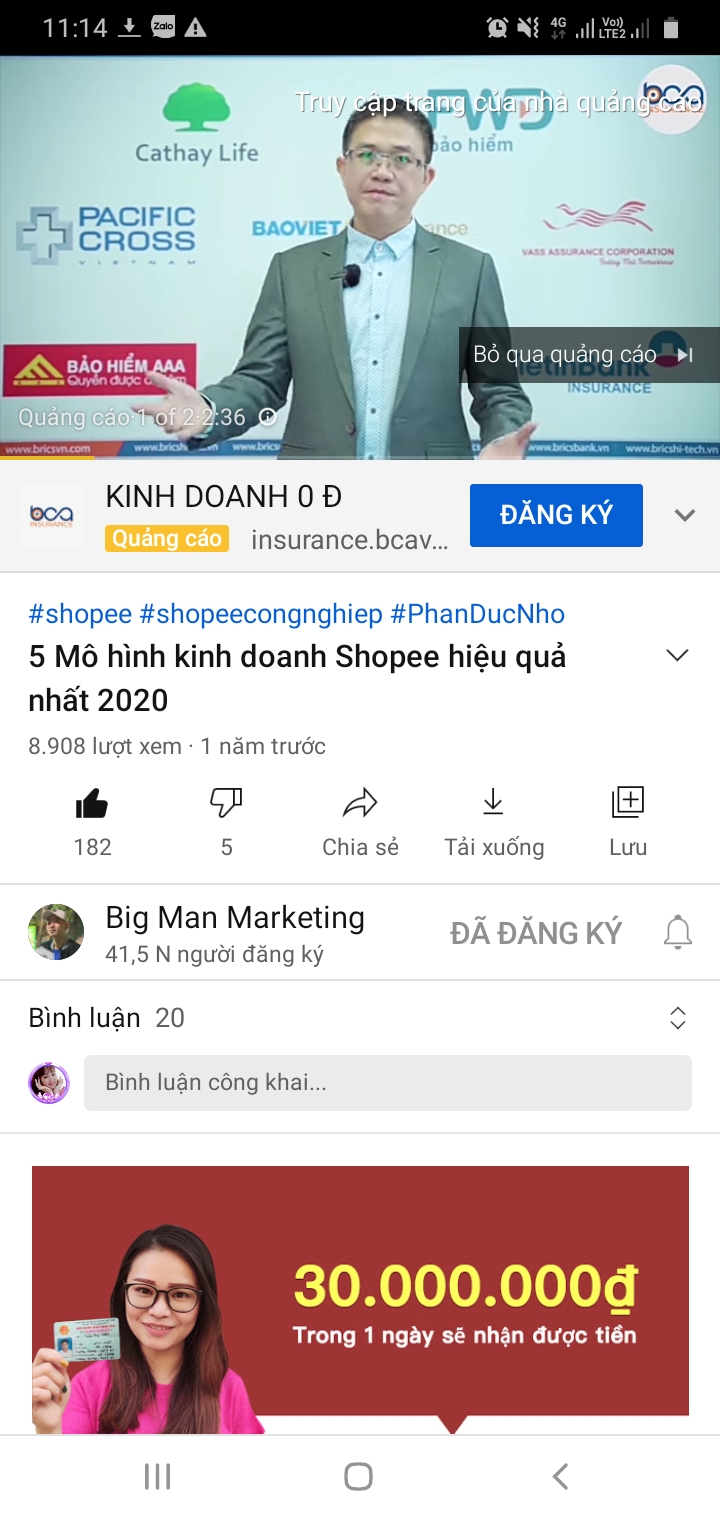 11:14
Zalo
4G
Vo))
LTE2
Truy cập trang của nhà quảng cáo
bca
Cathay Life
FWD
bảo hiểm
PACIFIC
CROSS
VIETNAM
BAOVIET
ance
VASS ASSURANCE CORPORATION
Today Mid Tomorrow
BẢO HIỂM AAA
Quyền được
Bỏ qua quảng cáo
ietinBank
INSURANCE
Quảng cáo·1 of 2·2:36
www.bricsvn.com
www.bricsbank.vn
www.bricshi-tech.vn
bca
INSURANCE
KINH DOANH 0 Đ
ĐĂNG KÝ
Quảng cáo insurance.bcav...
#shopee #shopeecongnghiep #PhanDucNho
5 Mô hình kinh doanh Shopee hiệu quả
nhất 2020
8.908 lượt xem · 1 năm trước
182 5 Chia sẻ Tải xuống Lưu
Big Man Marketing
41,5 N người đăng ký
ĐÃ ĐĂNG KÝ
Bình luận 20
Bình luận công khai...
30.000.000₫
Trong 1 ngày sẽ nhận được tiền